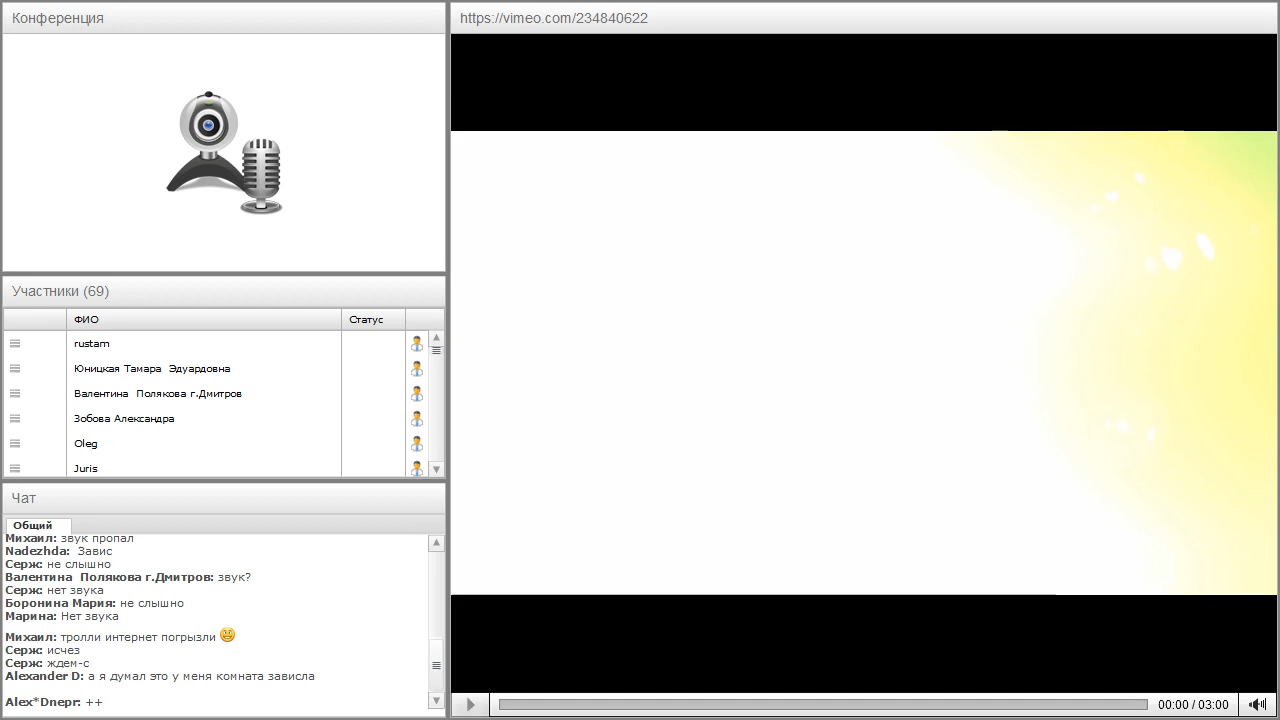 Конференция
https://vimeo.com/234840622
Участники (69)
ФИО
Статус
rustam
Юницкая Тамара  Эдуардовна
Валентина  Полякова г.Дмитров
Зобова Александра
Oleg
Juris
Чат
Общий
Михаил: звук пропал
Nadezhda:  Завис
Серж: не слышно
Валентина  Полякова г.Дмитров: звук?
Серж: нет звука
Боронина Мария: не слышно
Марина: Нет звука
Михаил: тролли интернет погрызли
Серж: исчез
Серж: ждем-с
Alexander D: а я думал это у меня комната зависла
Alex*Dnepr: ++
00:00 / 03:00